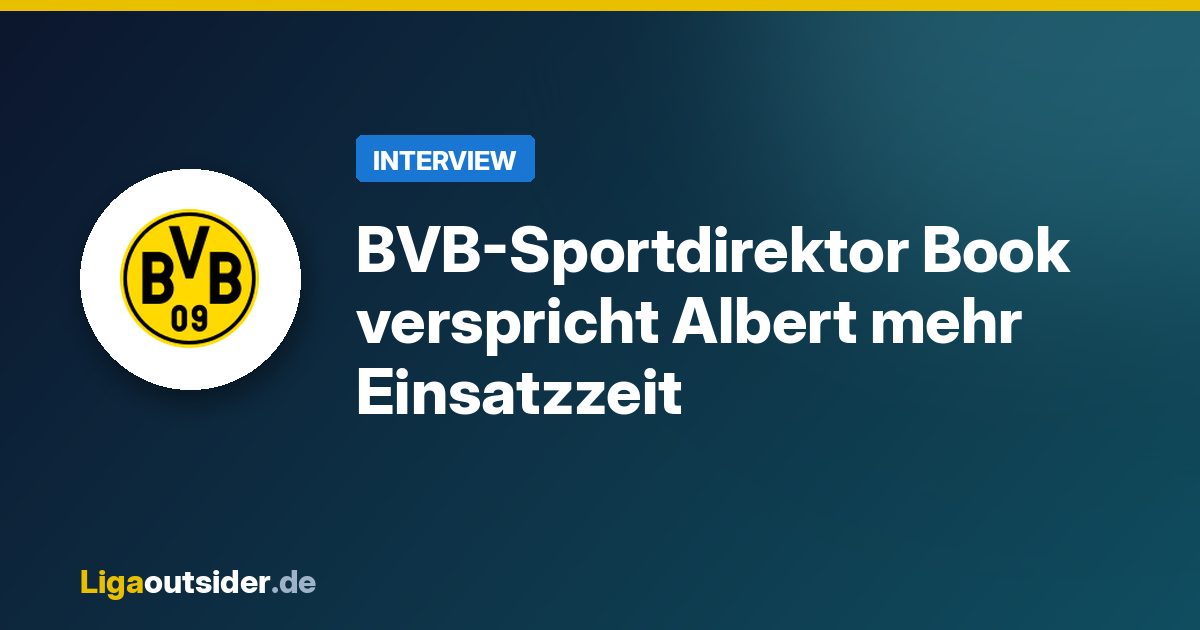 INTERVIEW
BVB-Sportdirektor Book
verspricht Albert mehr
Einsatzzeit
BVB
09
Ligaoutsider.de